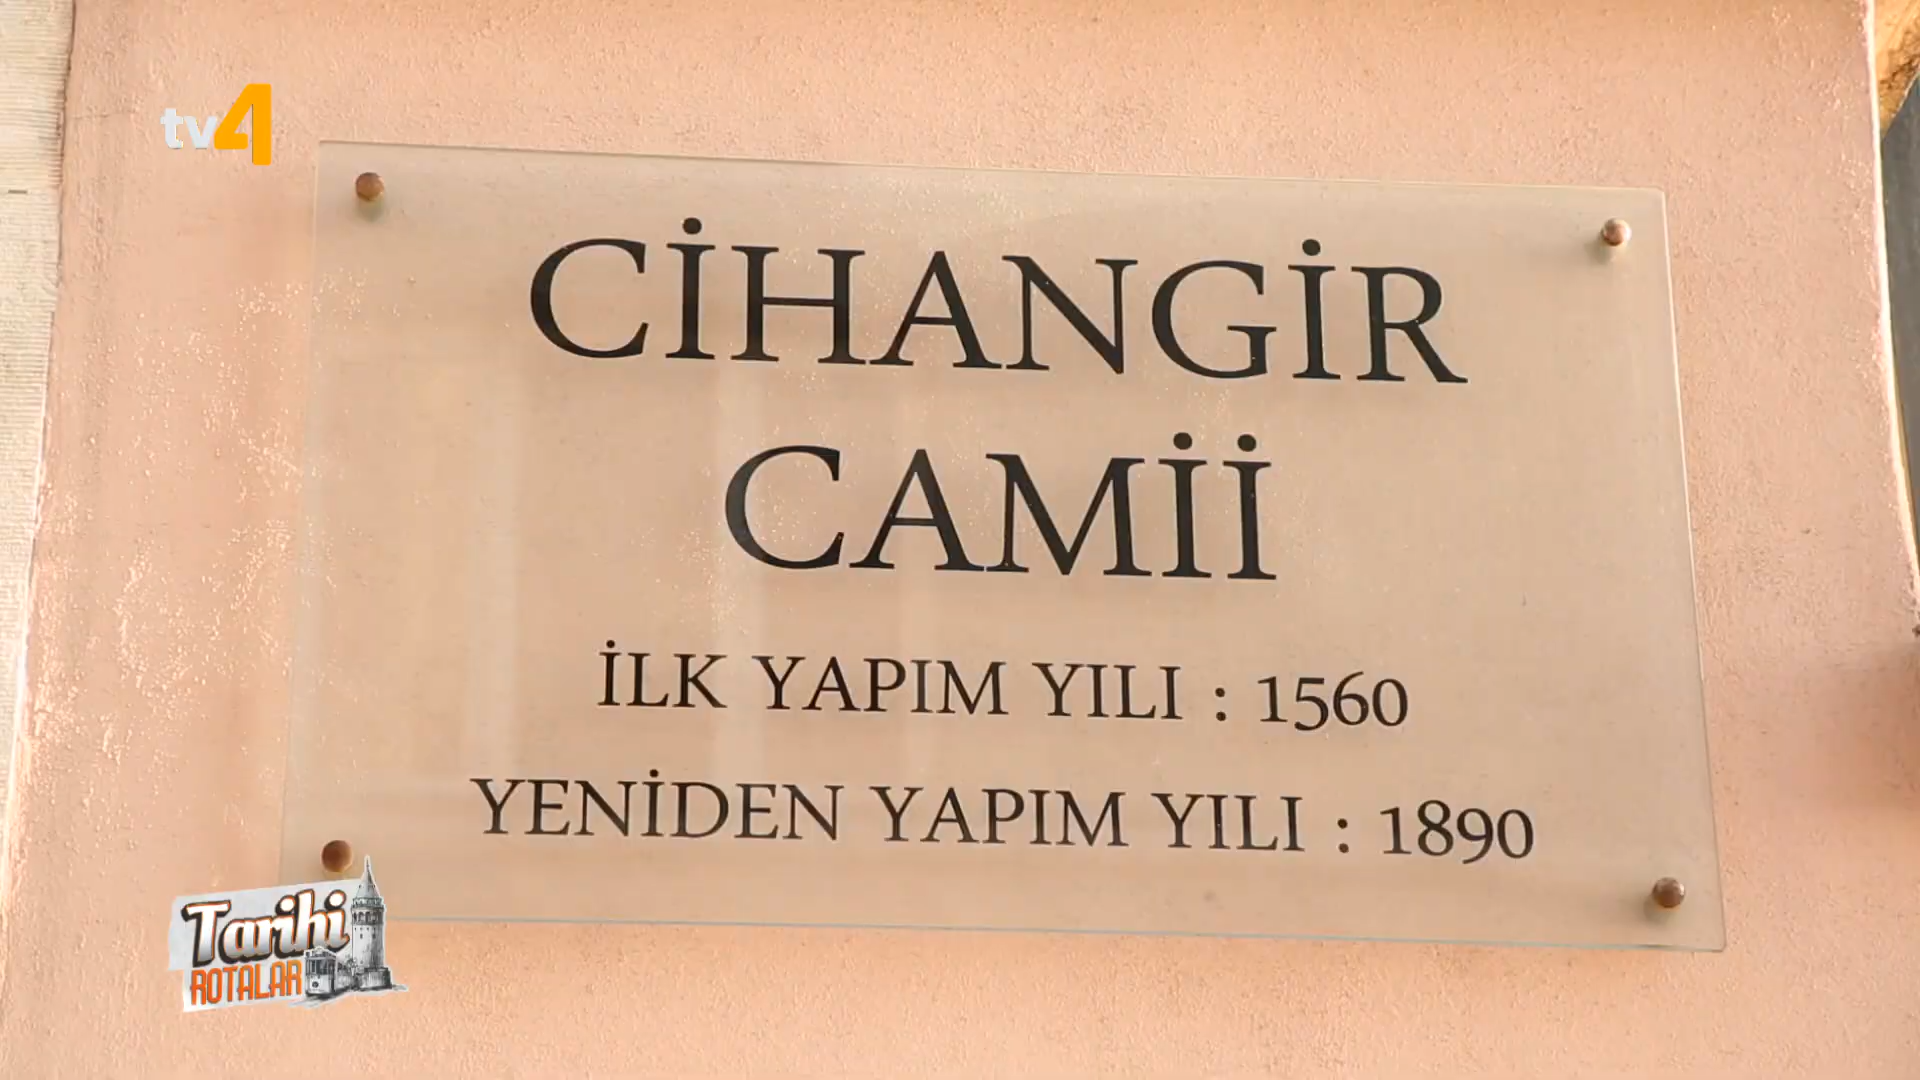 tv4
CİHANGİR
CAMİİ
İLK YAPIM YILI : 1560
YENİDEN YAPIM YILI : 1890
Tarihi
ROTALAR